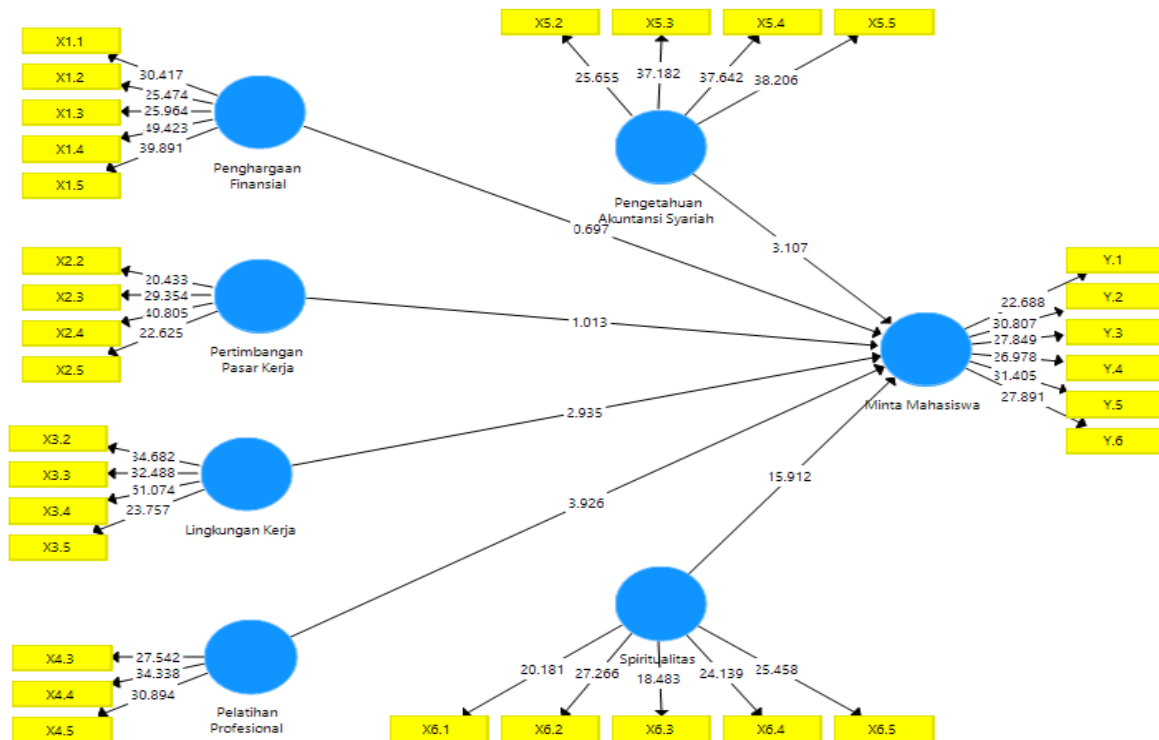 X5.2
X5.3
X5.4
X5.5
25.655
37.182
37.642
38.206
Pengetahuan
Akuntansi Syariah
X1.1
X1.2
X1.3
X1.4
X1.5
30.417
25.474
25.964
49.423
39.891
Penghargaan
Finansial
0.697
3.107
X2.2
X2.3
X2.4
X2.5
20.433
29.354
40.805
22.625
Pertimbangan
Pasar Kerja
1.013
Y.1
Y.2
Y.3
Y.4
Y.5
Y.6
22.688
30.807
27.849
26.978
31.405
27.891
Minta Mahasiswa
X3.2
X3.3
X3.4
X3.5
34.682
32.488
51.074
23.757
Lingkungan Kerja
2.935
3.926
15.912
X4.3
X4.4
X4.5
27.542
34.338
30.894
Pelatihan
Profesional
Spiritualitas
20.181
27.266
18.483
24.139
25.458
X6.1
X6.2
X6.3
X6.4
X6.5